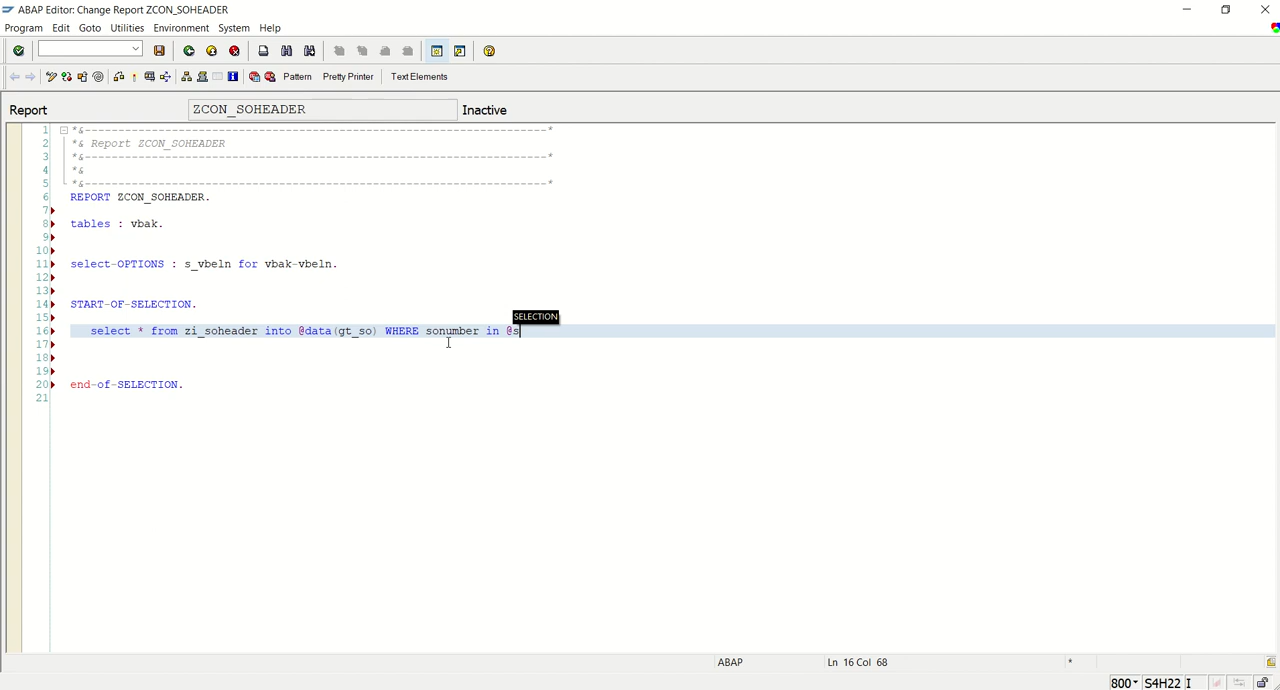 ABAP Editor: Change Report ZCON_SOHEADER
Program Edit Goto Utilities Environment System Help
Pattern Pretty Printer Text Elements
Report ZCON_SOHEADER Inactive
1 *&---------------------------------------------------------------------*
2 *& Report ZCON_SOHEADER
3 *&---------------------------------------------------------------------*
4 *&
5 *&---------------------------------------------------------------------*
6 REPORT ZCON_SOHEADER.
7
8 tables : vbak.
9
10
11 select-OPTIONS : s_vbeln for vbak-vbeln.
12
13
14 START-OF-SELECTION.
15
SELECTION
16 select * from zi_soheader into @data(gt_so) WHERE sonumber in @s
17
18
19
20 end-of-SELECTION.
21
ABAP Ln 16 Col 68 *
800 S4H22